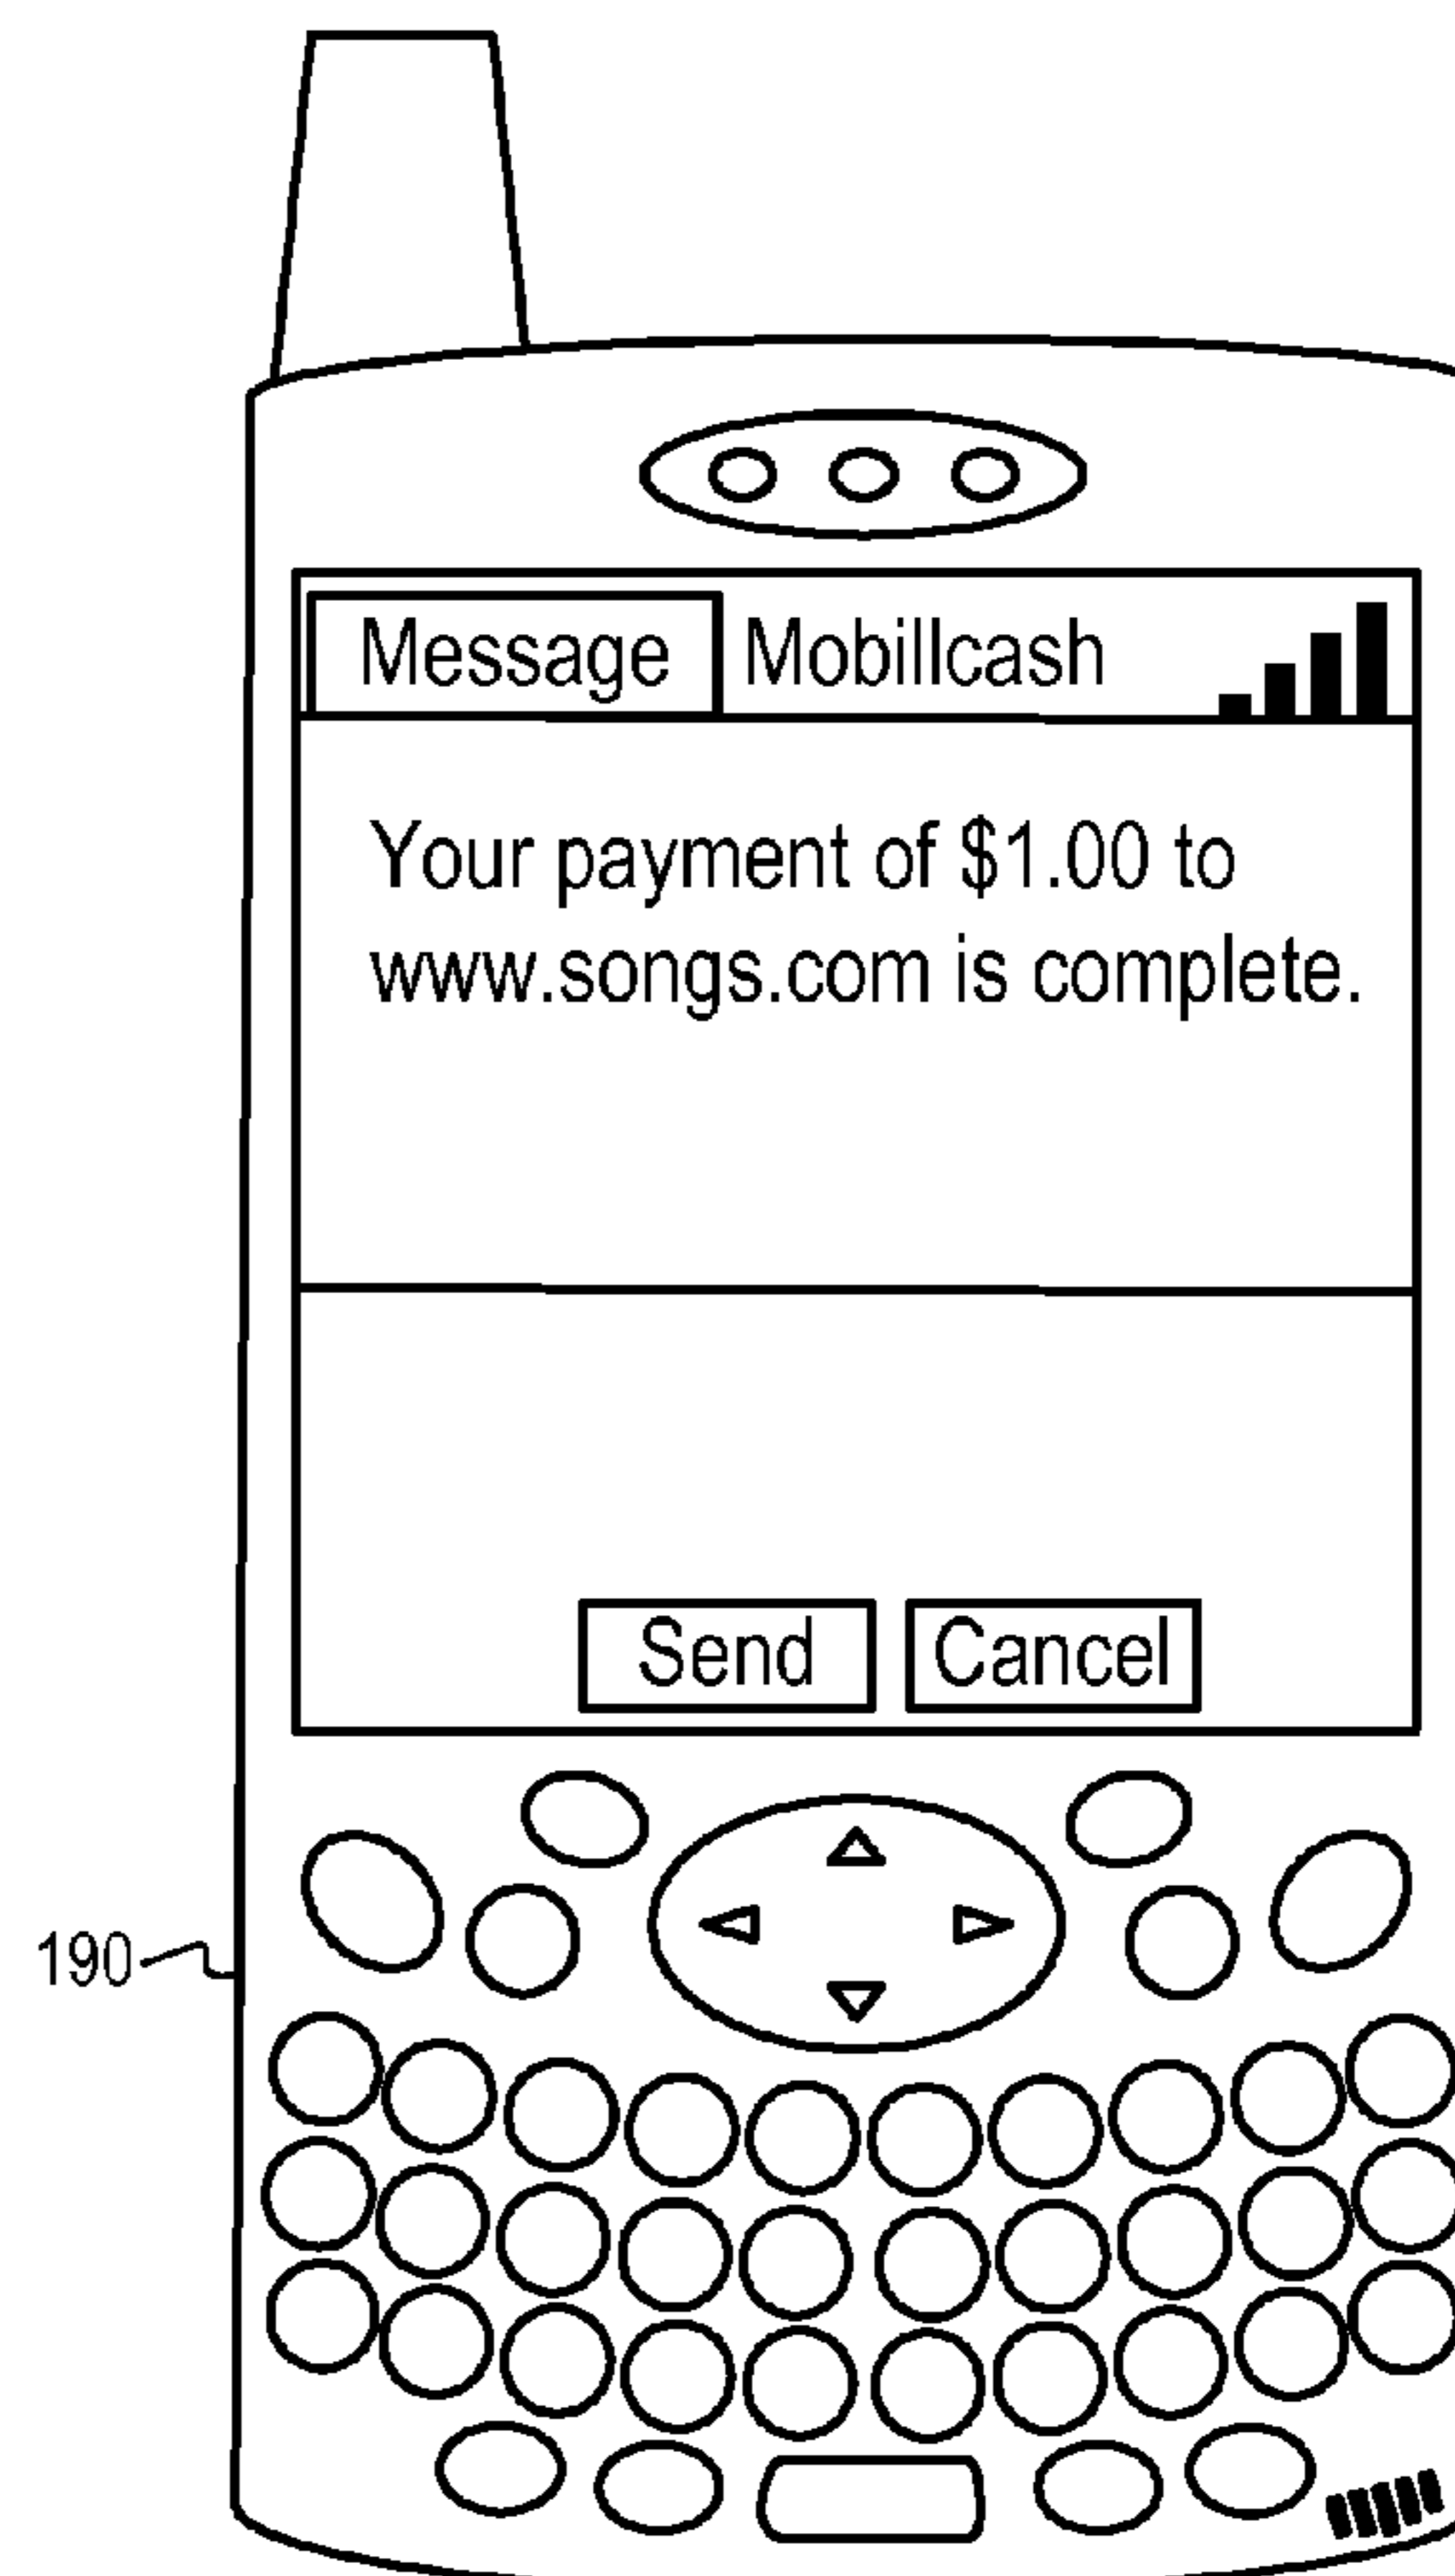 Message Mobillcash
Your payment of $1.00 to
www.songs.com is complete.
Send Cancel
190